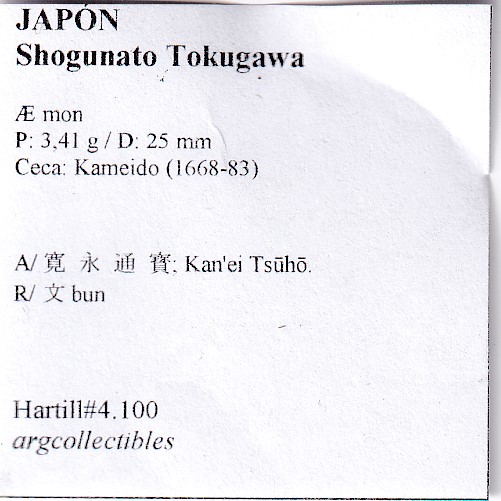 JAPÓN
Shogunato Tokugawa
Æ mon
P: 3,41 g / D: 25 mm
Ceca: Kameido (1668-83)
A/ 寛 永 通 寳: Kan'ei Tsūhō.
R/ 文 bun
Hartill#4.100
argcollectibles